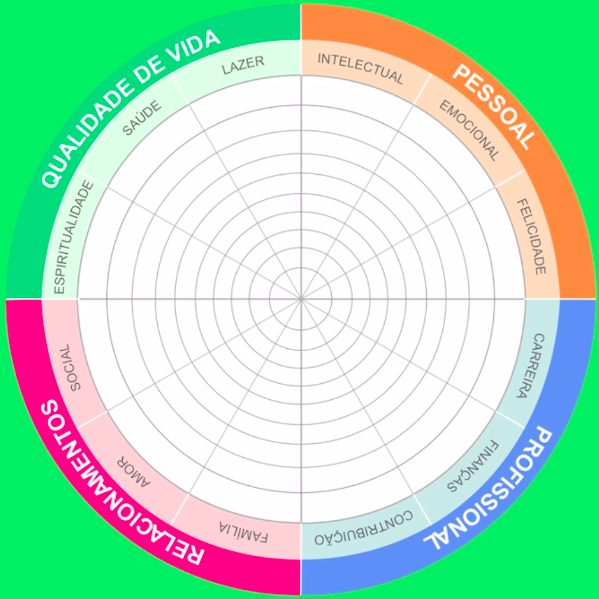 QUALIDADE DE VIDA
LAZER
SAÚDE
ESPIRITUALIDADE
PESSOAL
INTELECTUAL
EMOCIONAL
FELICIDADE
PROFISSIONAL
CARREIRA
FINANÇAS
CONTRIBUIÇÃO
RELACIONAMENTOS
FAMÍLIA
AMOR
SOCIAL